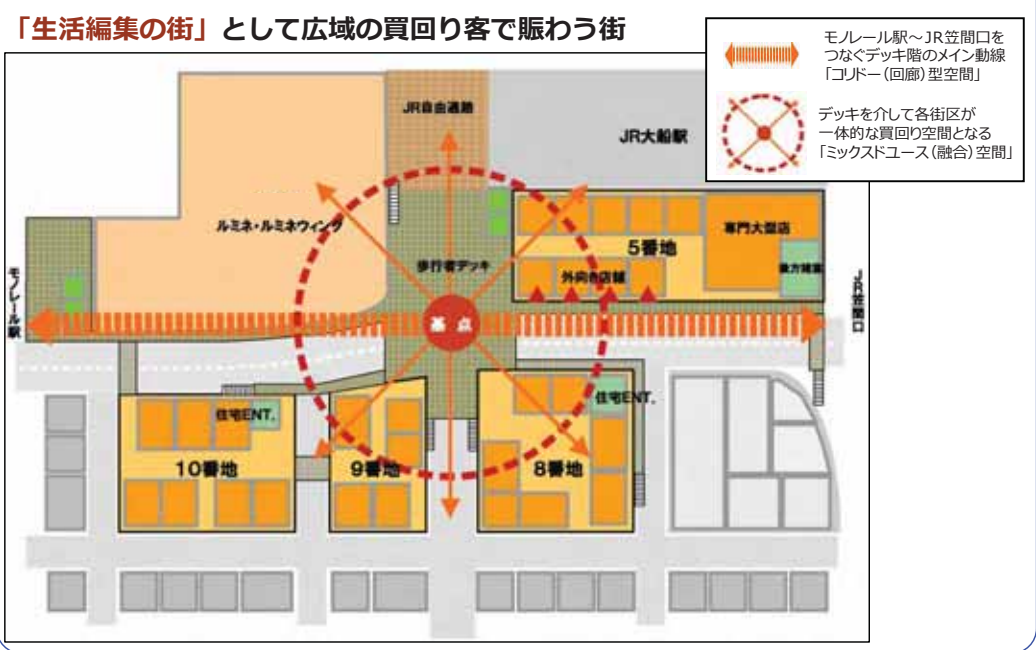 「生活編集の街」として広域の買回り客で賑わう街
モノレール駅～JR笠間口を
つなぐデッキ階のメイン動線
「コリドー（回廊）型空間」
デッキを介して各街区が
一体的な買回り空間となる
「ミックスドユース（融合）空間」
JR自由通路
JR大船駅
ルミネ・ルミネウィング
歩行者デッキ
5番地
専門大型店
外向き店舗
モノレール駅
基点
JR笠間口
住宅ENT.
住宅ENT.
10番地
9番地
8番地